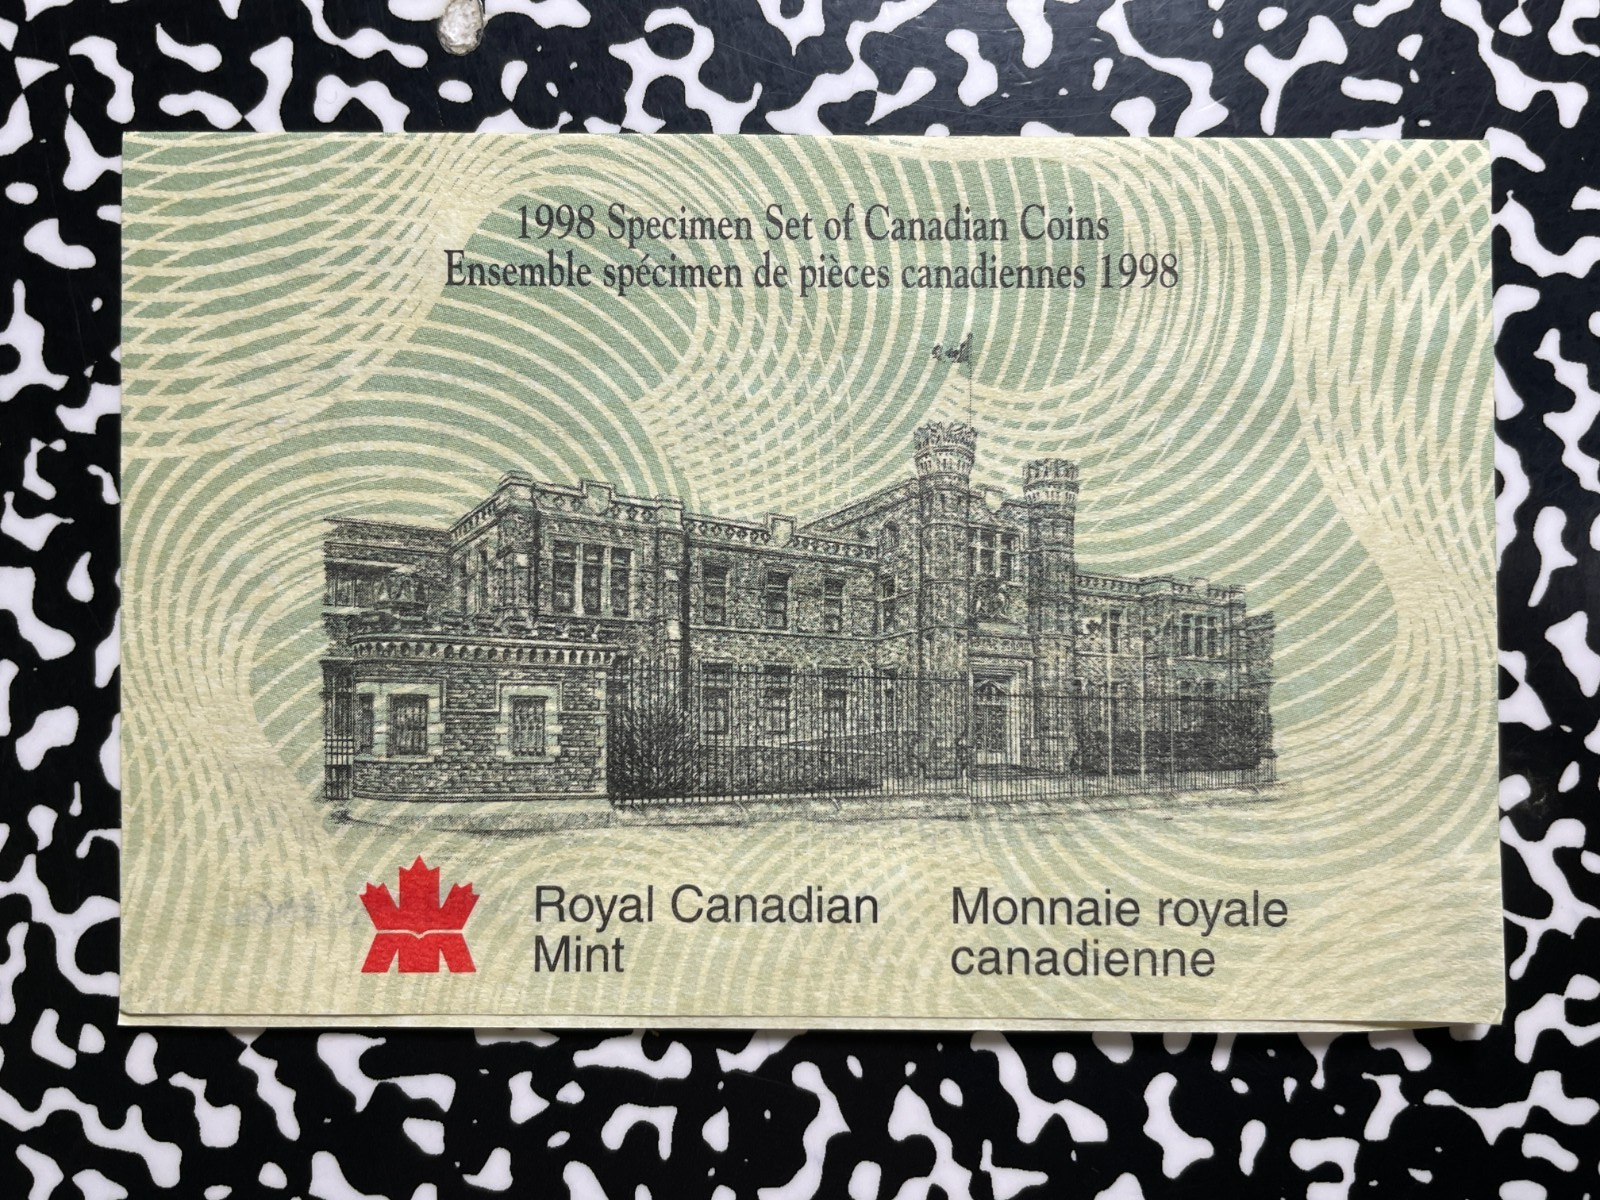 1998 Specimen Set of Canadian Coins
Ensemble spécimen de pièces canadiennes 1998
Royal Canadian
Mint
Monnaie royale
canadienne